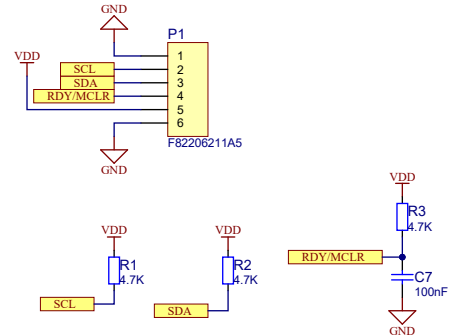 GND
P1
VDD
1
SCL
2
SDA
3
RDY/MCLR
4
5
6
F82206211A5
GND
VDD
R3
4.7K
VDD
VDD
RDY/MCLR
R1
4.7K
R2
4.7K
C7
100nF
SCL
SDA
GND